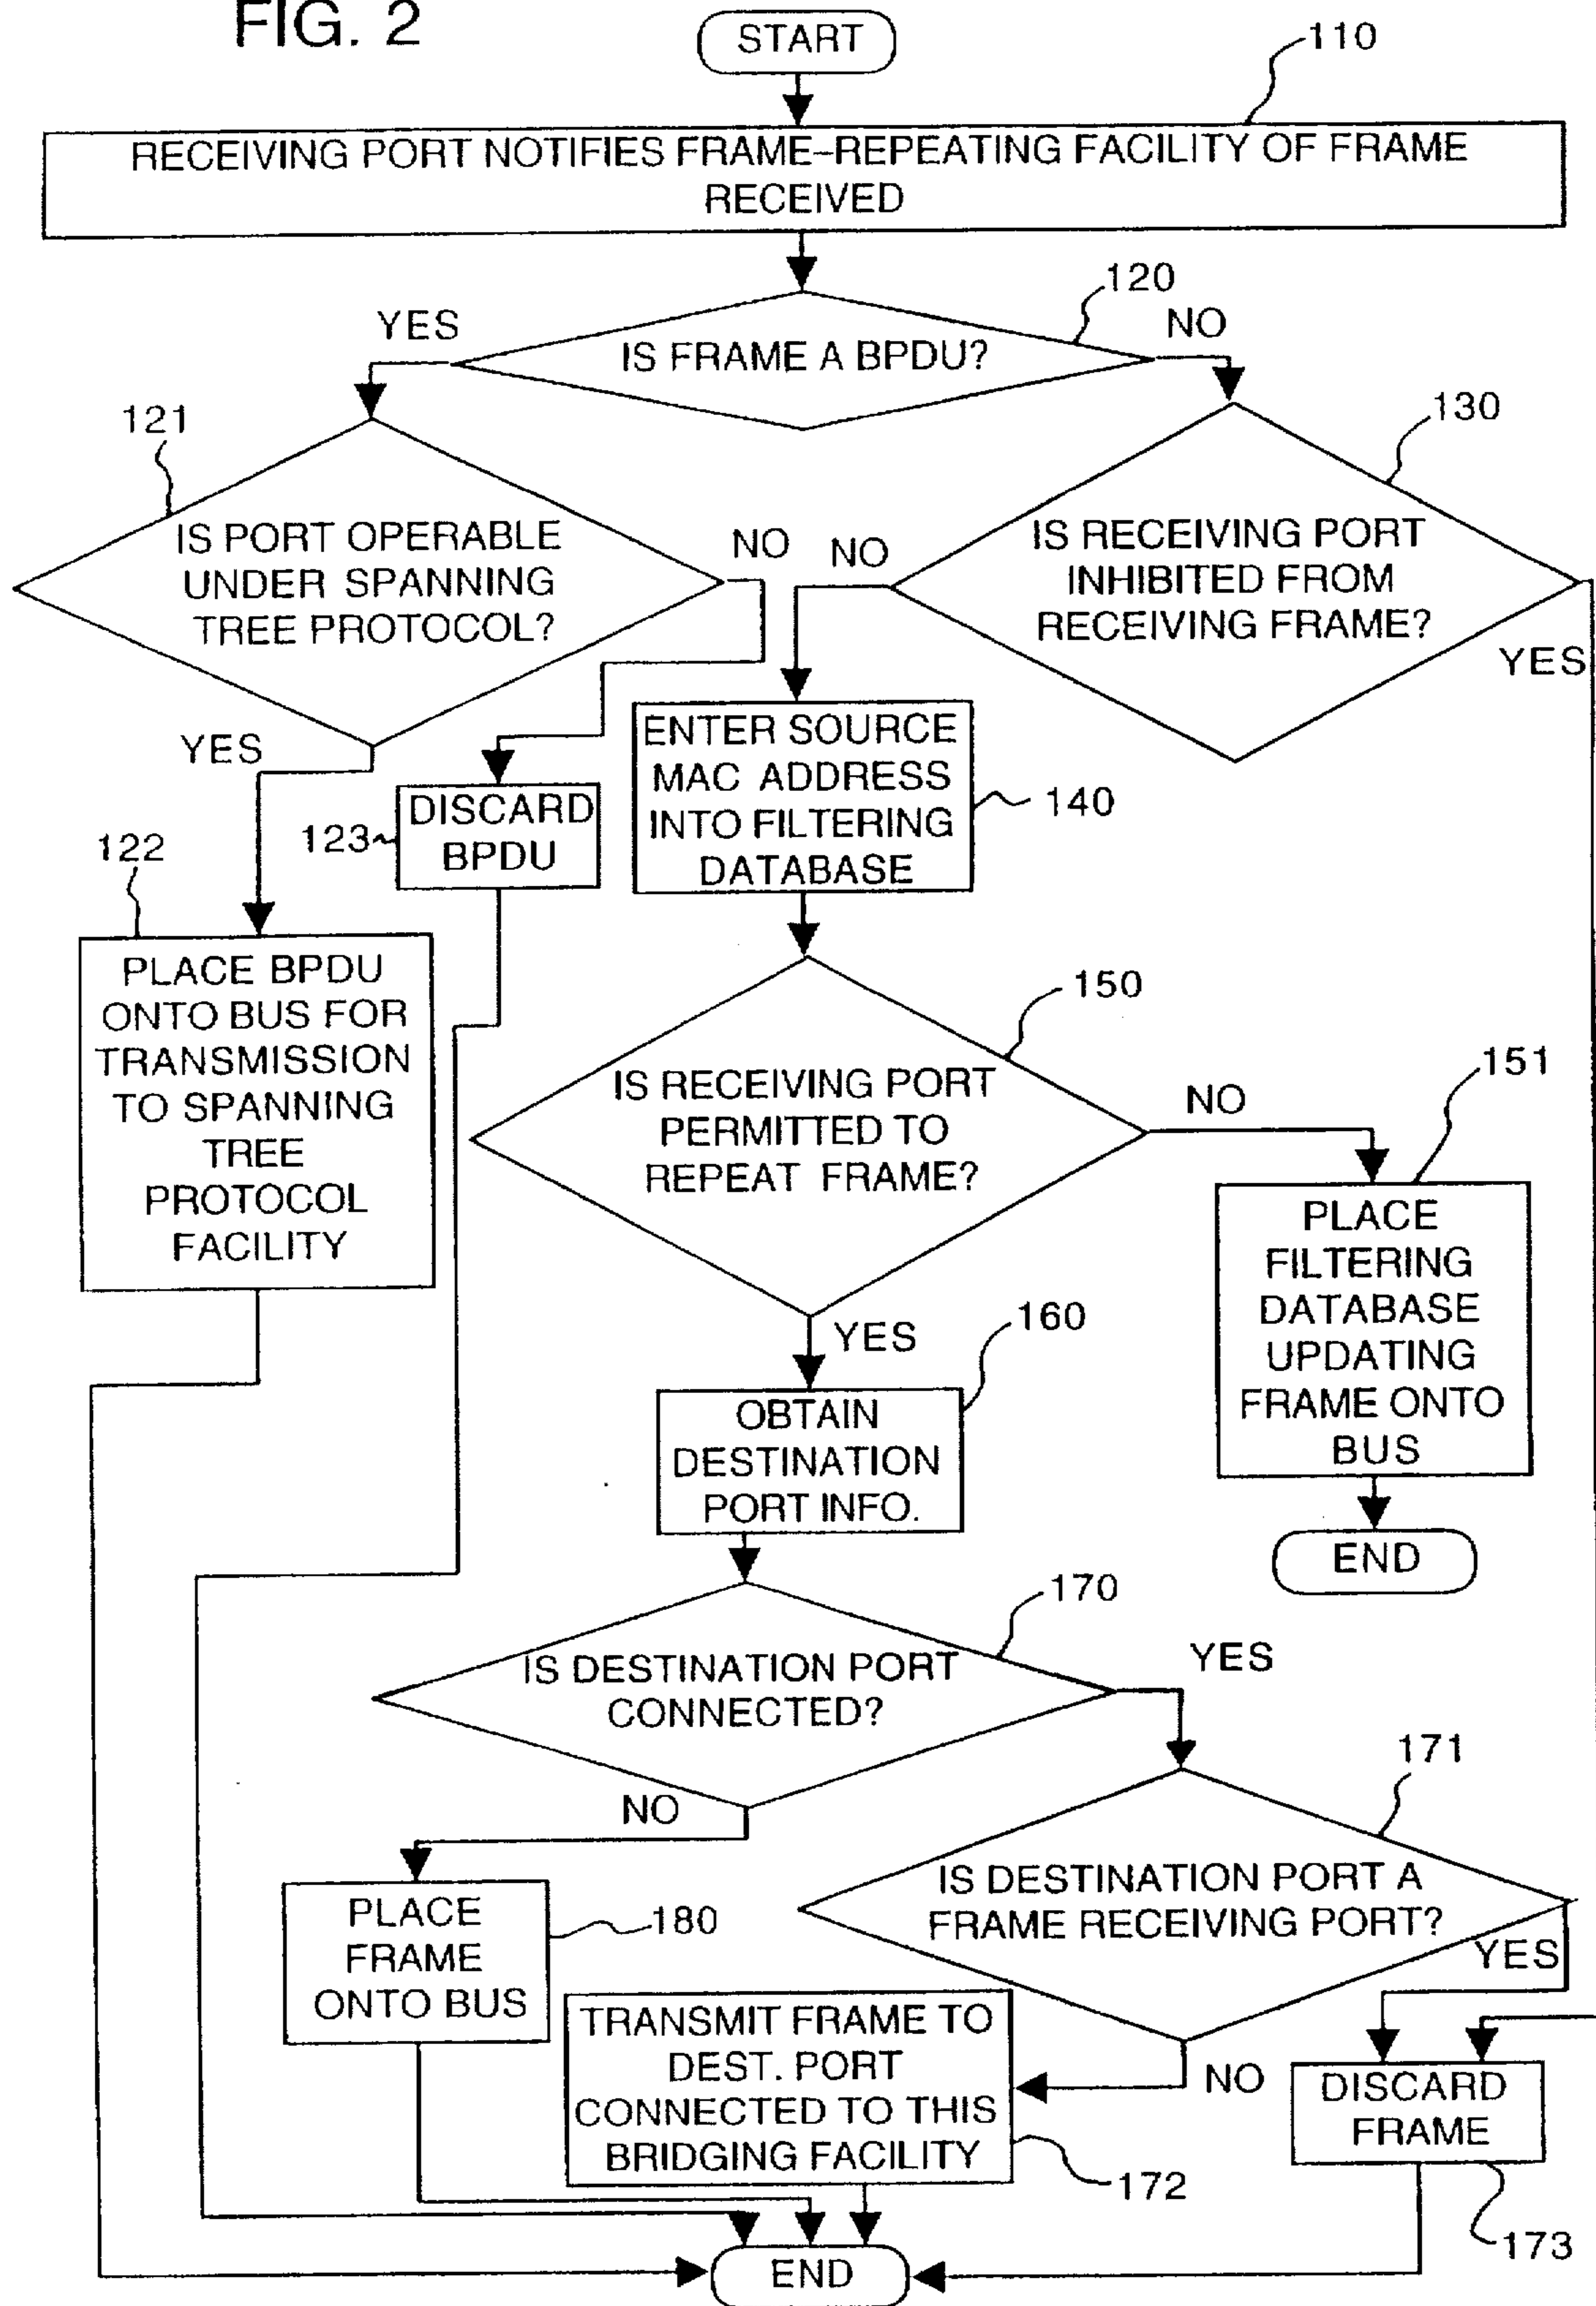 FIG. 2
START
110
RECEIVING PORT NOTIFIES FRAME-REPEATING FACILITY OF FRAME
RECEIVED
120
YES
NO
IS FRAME A BPDU?
121
130
IS PORT OPERABLE
UNDER SPANNING
TREE PROTOCOL?
NO
NO
IS RECEIVING PORT
INHIBITED FROM
RECEIVING FRAME?
YES
YES
ENTER SOURCE
MAC ADDRESS
INTO FILTERING
DATABASE
140
DISCARD
BPDU
123
122
PLACE BPDU
ONTO BUS FOR
TRANSMISSION
TO SPANNING
TREE
PROTOCOL
FACILITY
150
IS RECEIVING PORT
PERMITTED TO
REPEAT FRAME?
NO
151
PLACE
FILTERING
DATABASE
UPDATING
FRAME ONTO
BUS
END
YES
160
OBTAIN
DESTINATION
PORT INFO.
170
IS DESTINATION PORT
CONNECTED?
YES
NO
171
IS DESTINATION PORT A
FRAME RECEIVING PORT?
YES
PLACE
FRAME
ONTO BUS
180
TRANSMIT FRAME TO
DEST. PORT
CONNECTED TO THIS
BRIDGING FACILITY
NO
172
DISCARD
FRAME
173
END